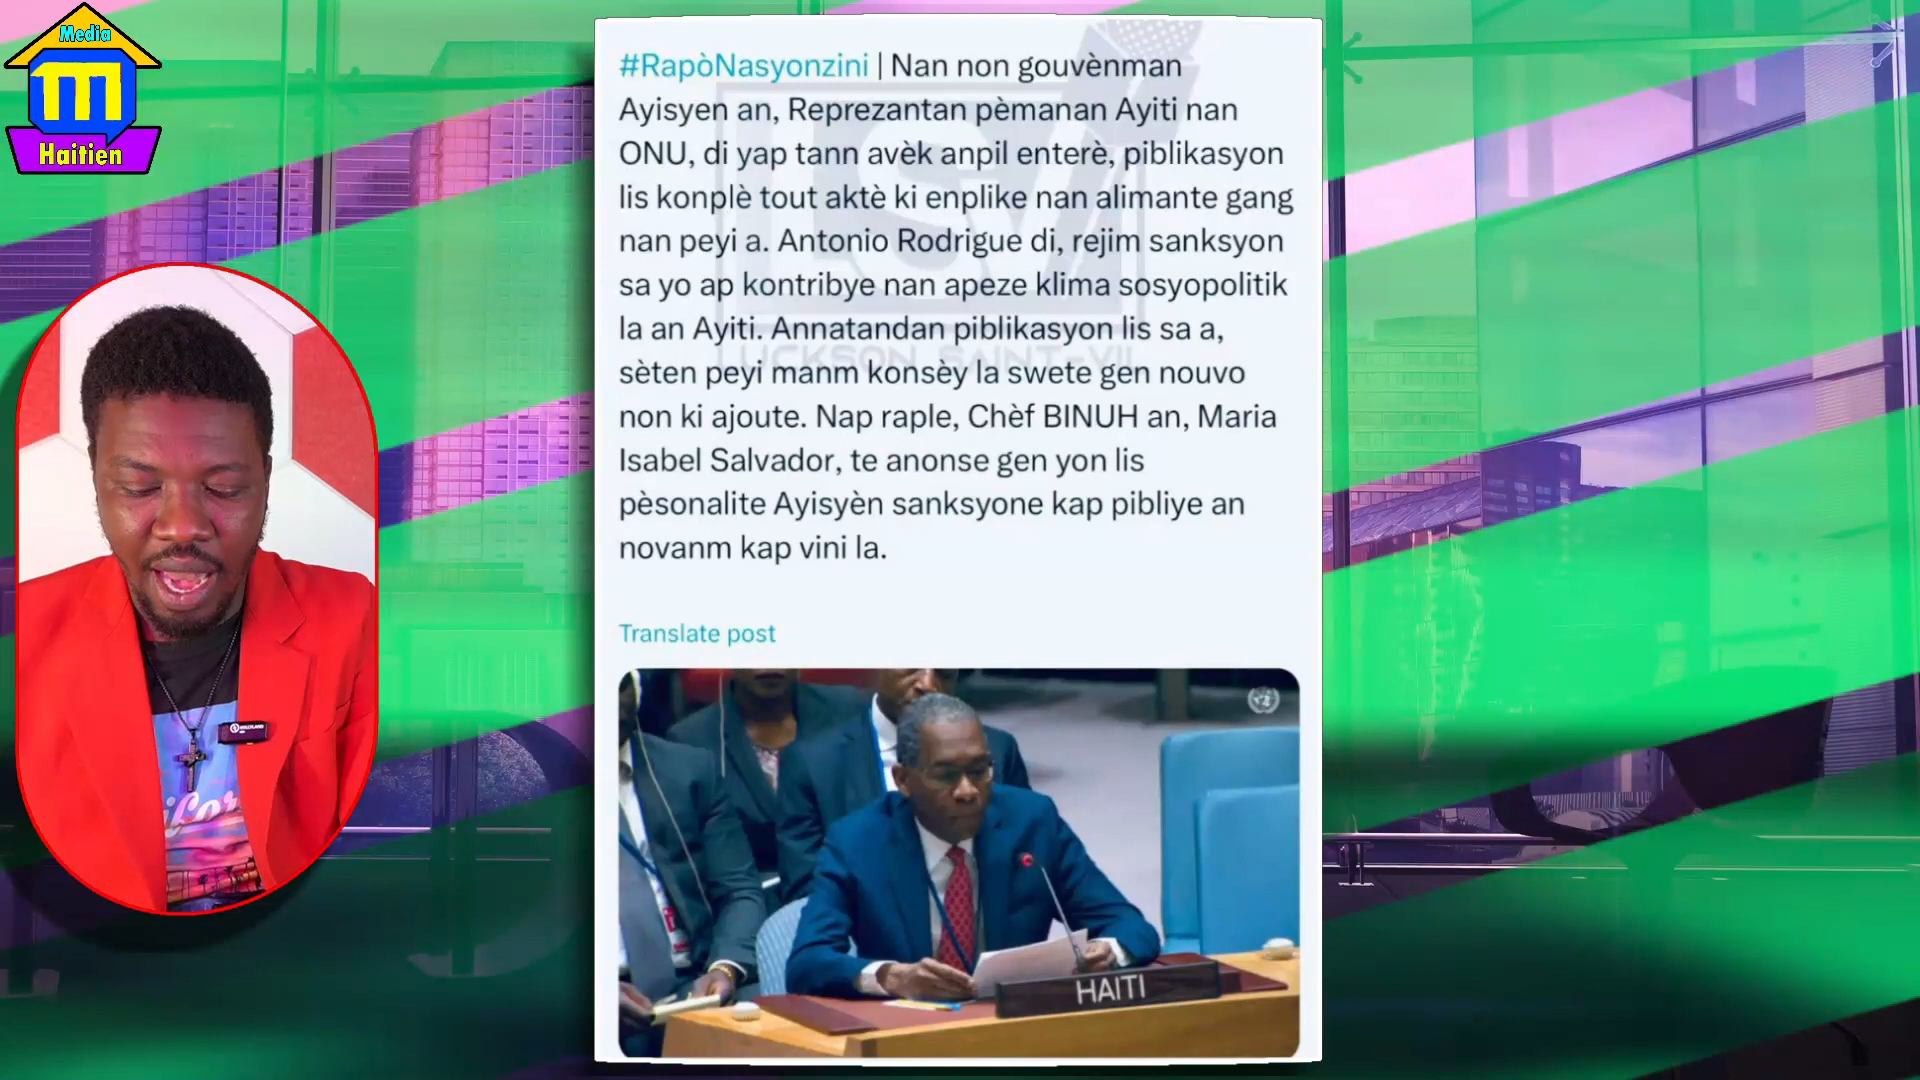 Media
m
Haitien
#RapòNasyonzini | Nan non gouvènman
Ayisyen an, Reprezantan pèmanan Ayiti nan
ONU, di yap tann avèk anpil enterè, piblikasyon
lis konplè tout aktè ki enplike nan alimante gang
nan peyi a. Antonio Rodrigue di, rejim sanksyon
sa yo ap kontribye nan apeze klima sosyopolitik
la an Ayiti. Annatandan piblikasyon lis sa a,
sèten peyi manm konsèy la swete gen nouvo
non ki ajoute. Nap raple, Chèf BINUH an, Maria
Isabel Salvador, te anonse gen yon lis
pèsonalite Ayisyèn sanksyone kap pibliye an
novanm kap vini la.
Translate post
HAITI